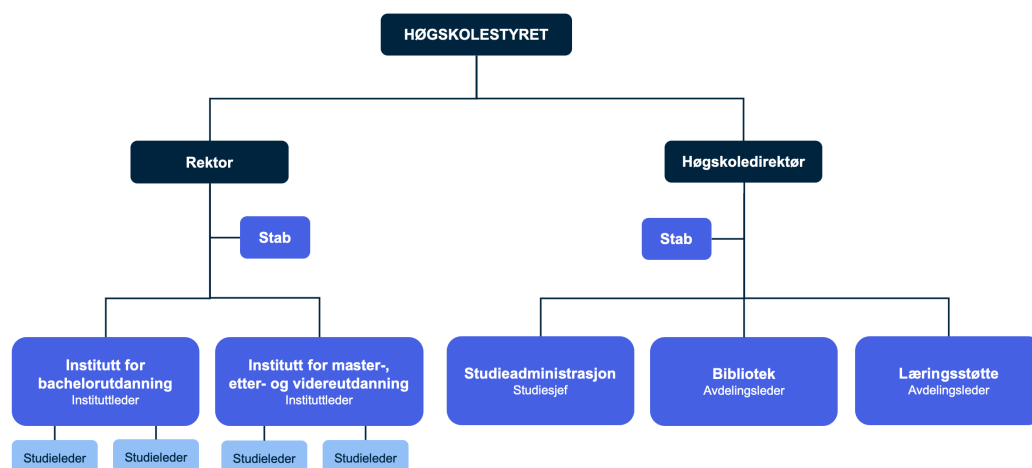 HØGSKOLESTYRET
Rektor
Høgskoledirektør
Stab
Stab
Institutt for
bachelorutdanning
Instituttleder
Institutt for master-,
etter- og videreutdanning
Instituttleder
Studieadministrasjon
Studiesjef
Bibliotek
Avdelingsleder
Læringsstøtte
Avdelingsleder
Studieleder
Studieleder
Studieleder
Studieleder